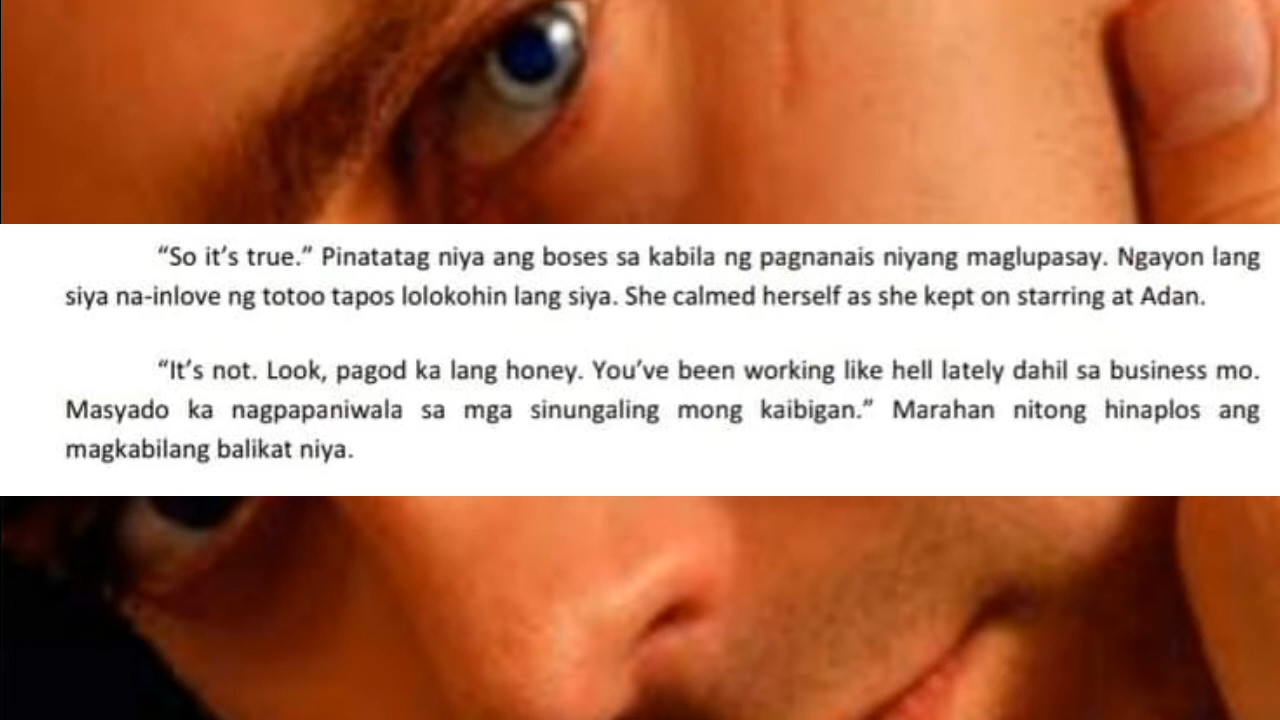 “So it’s true.” Pinatatag niya ang boses sa kabila ng pagnanais niyang maglupasay. Ngayon lang
siya na-inlove ng totoo tapos lolokohin lang siya. She calmed herself as she kept on starring at Adan.
“It’s not. Look, pagod ka lang honey. You’ve been working like hell lately dahil sa business mo.
Masyado ka nagpapaniwala sa mga sinungaling mong kaibigan.” Marahan nitong hinaplos ang
magkabilang balikat niya.